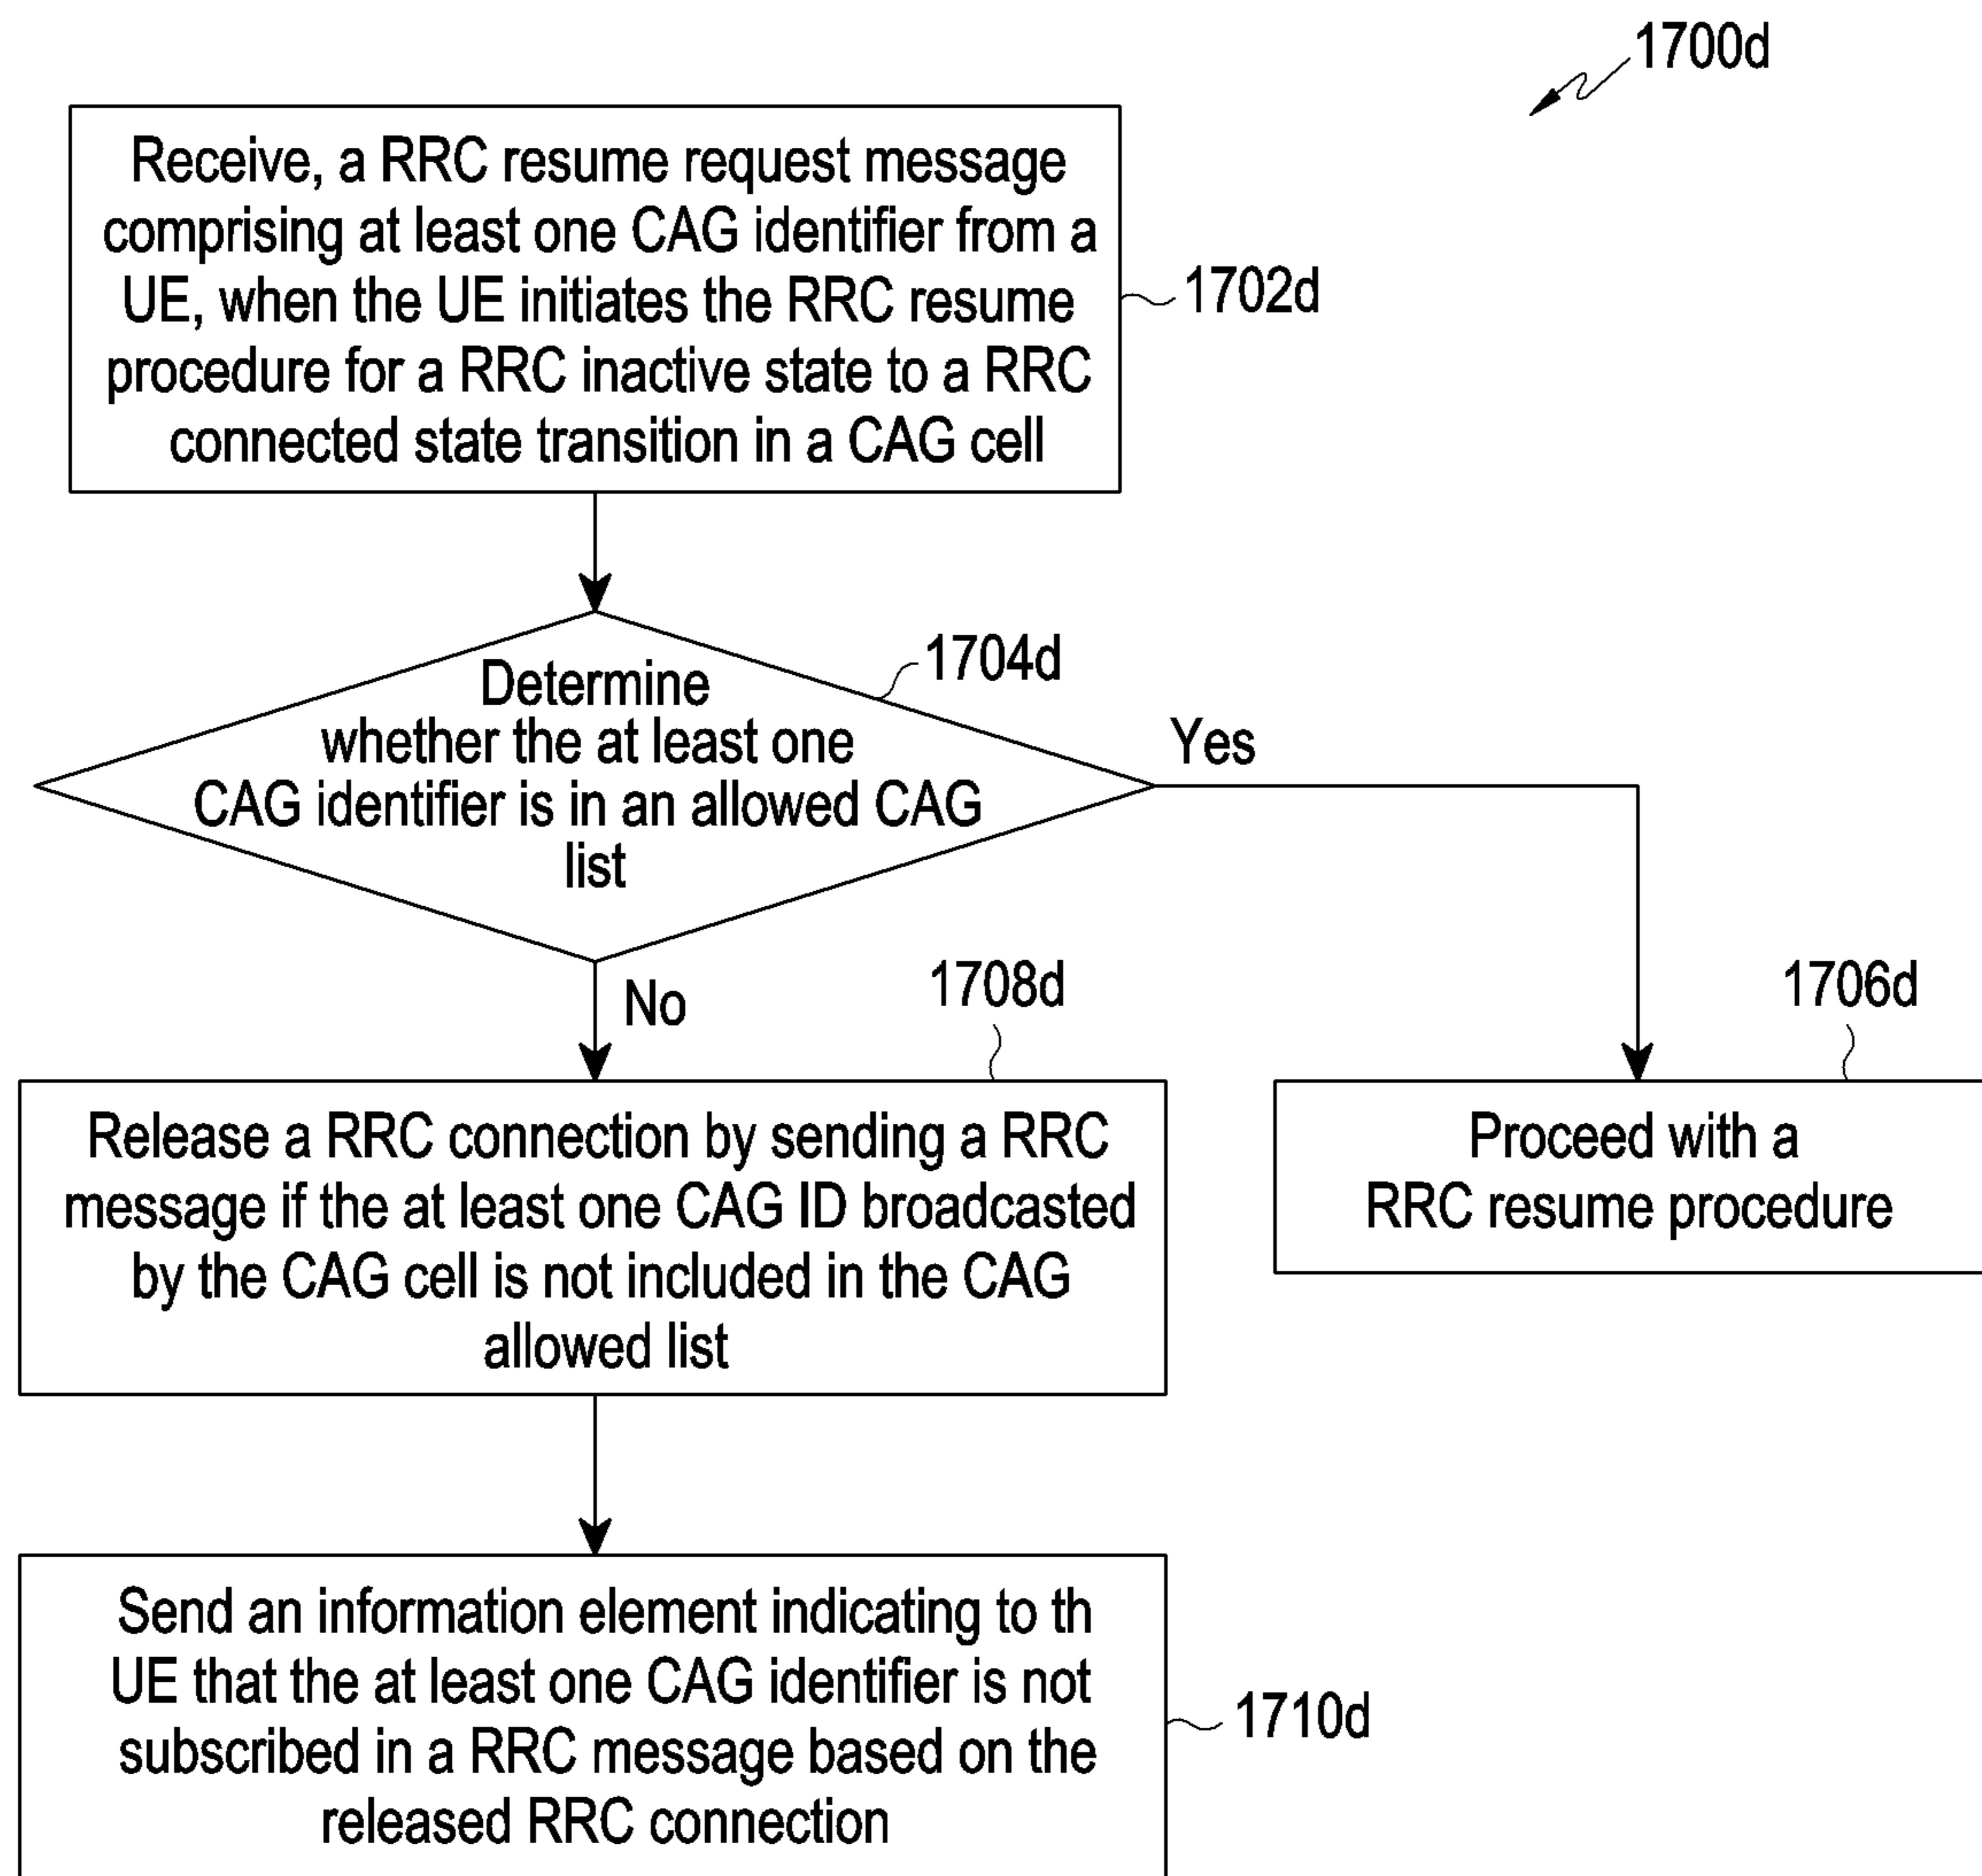 1700d
Receive, a RRC resume request message
comprising at least one CAG identifier from a
UE, when the UE initiates the RRC resume
procedure for a RRC inactive state to a RRC
connected state transition in a CAG cell
1702d
Determine
whether the at least one
CAG identifier is in an allowed CAG
list
1704d
Yes
No
1708d
1706d
Release a RRC connection by sending a RRC
message if the at least one CAG ID broadcasted
by the CAG cell is not included in the CAG
allowed list
Proceed with a
RRC resume procedure
Send an information element indicating to th
UE that the at least one CAG identifier is not
subscribed in a RRC message based on the
released RRC connection
1710d